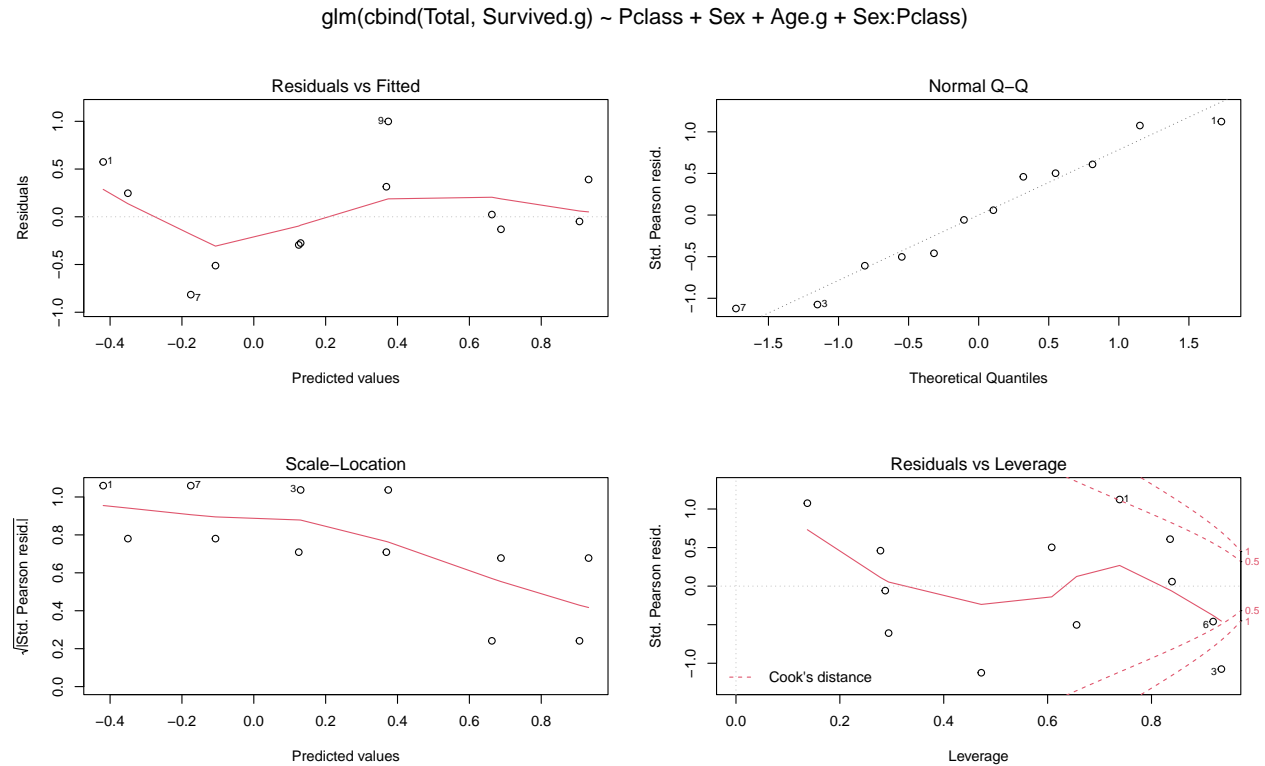 glm(cbind(Total, Survived.g) ~ Pclass + Sex + Age.g + Sex:Pclass)
Residuals vs Fitted
Residuals
−1.0 −0.5 0.0 0.5 1.0
1
7
9
−0.4 −0.2 0.0 0.2 0.4 0.6 0.8
Predicted values
Normal Q−Q
Std. Pearson resid.
−1.0 −0.5 0.0 0.5 1.0
7
3
1
−1.5 −1.0 −0.5 0.0 0.5 1.0 1.5
Theoretical Quantiles
Scale−Location
√|Std. Pearson resid.|
0.0 0.2 0.4 0.6 0.8 1.0
1
7
3
−0.4 −0.2 0.0 0.2 0.4 0.6 0.8
Predicted values
Residuals vs Leverage
Std. Pearson resid.
−1.0 0.0 0.5 1.0
1
6
3
1
0.5
0.5
1
Cook's distance
0.0 0.2 0.4 0.6 0.8
Leverage